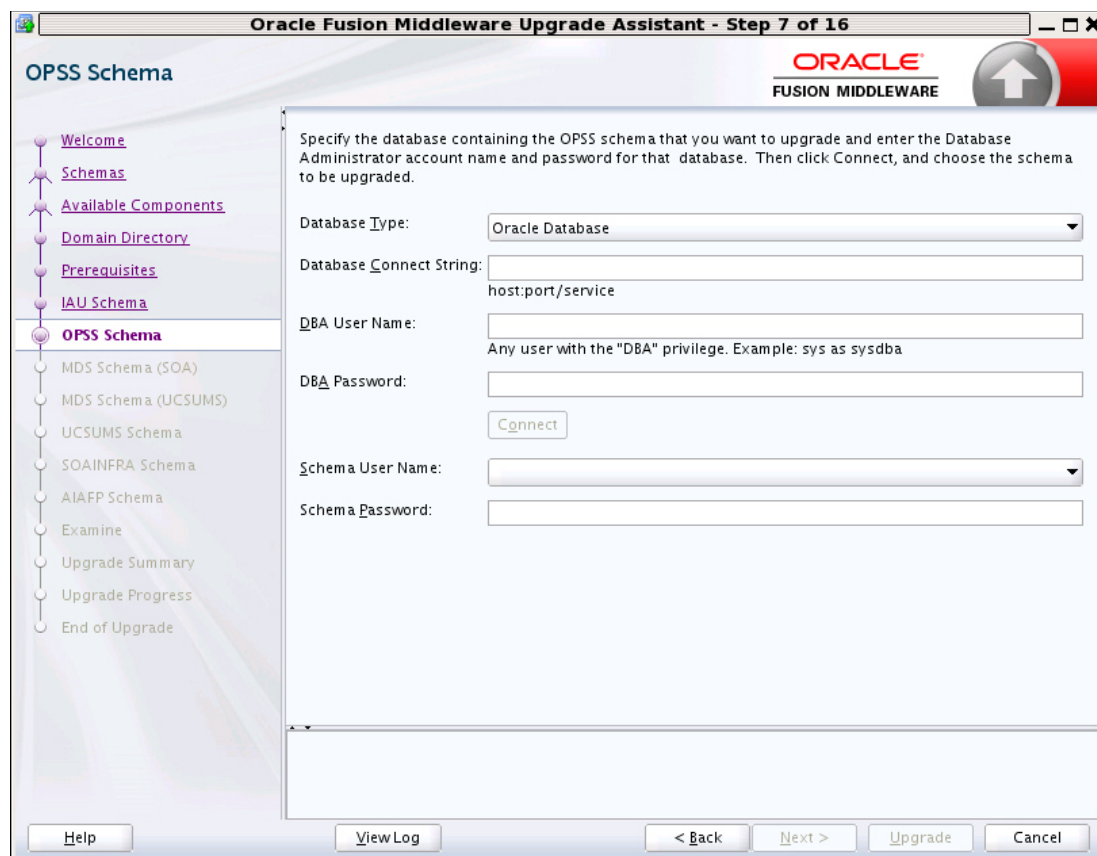 Oracle Fusion Middleware Upgrade Assistant - Step 7 of 16
OPSS Schema
ORACLE
FUSION MIDDLEWARE
Welcome
Schemas
Available Components
Domain Directory
Prerequisites
IAU Schema
OPSS Schema
MDS Schema (SOA)
MDS Schema (UCSUMS)
UCSUMS Schema
SOAINFRA Schema
AIAFP Schema
Examine
Upgrade Summary
Upgrade Progress
End of Upgrade
Specify the database containing the OPSS schema that you want to upgrade and enter the Database
Administrator account name and password for that database. Then click Connect, and choose the schema
to be upgraded.
Database Type: Oracle Database
Database Connect String:
host:port/service
DBA User Name:
Any user with the "DBA" privilege. Example: sys as sysdba
DBA Password:
Connect
Schema User Name:
Schema Password:
Help View Log < Back Next > Upgrade Cancel